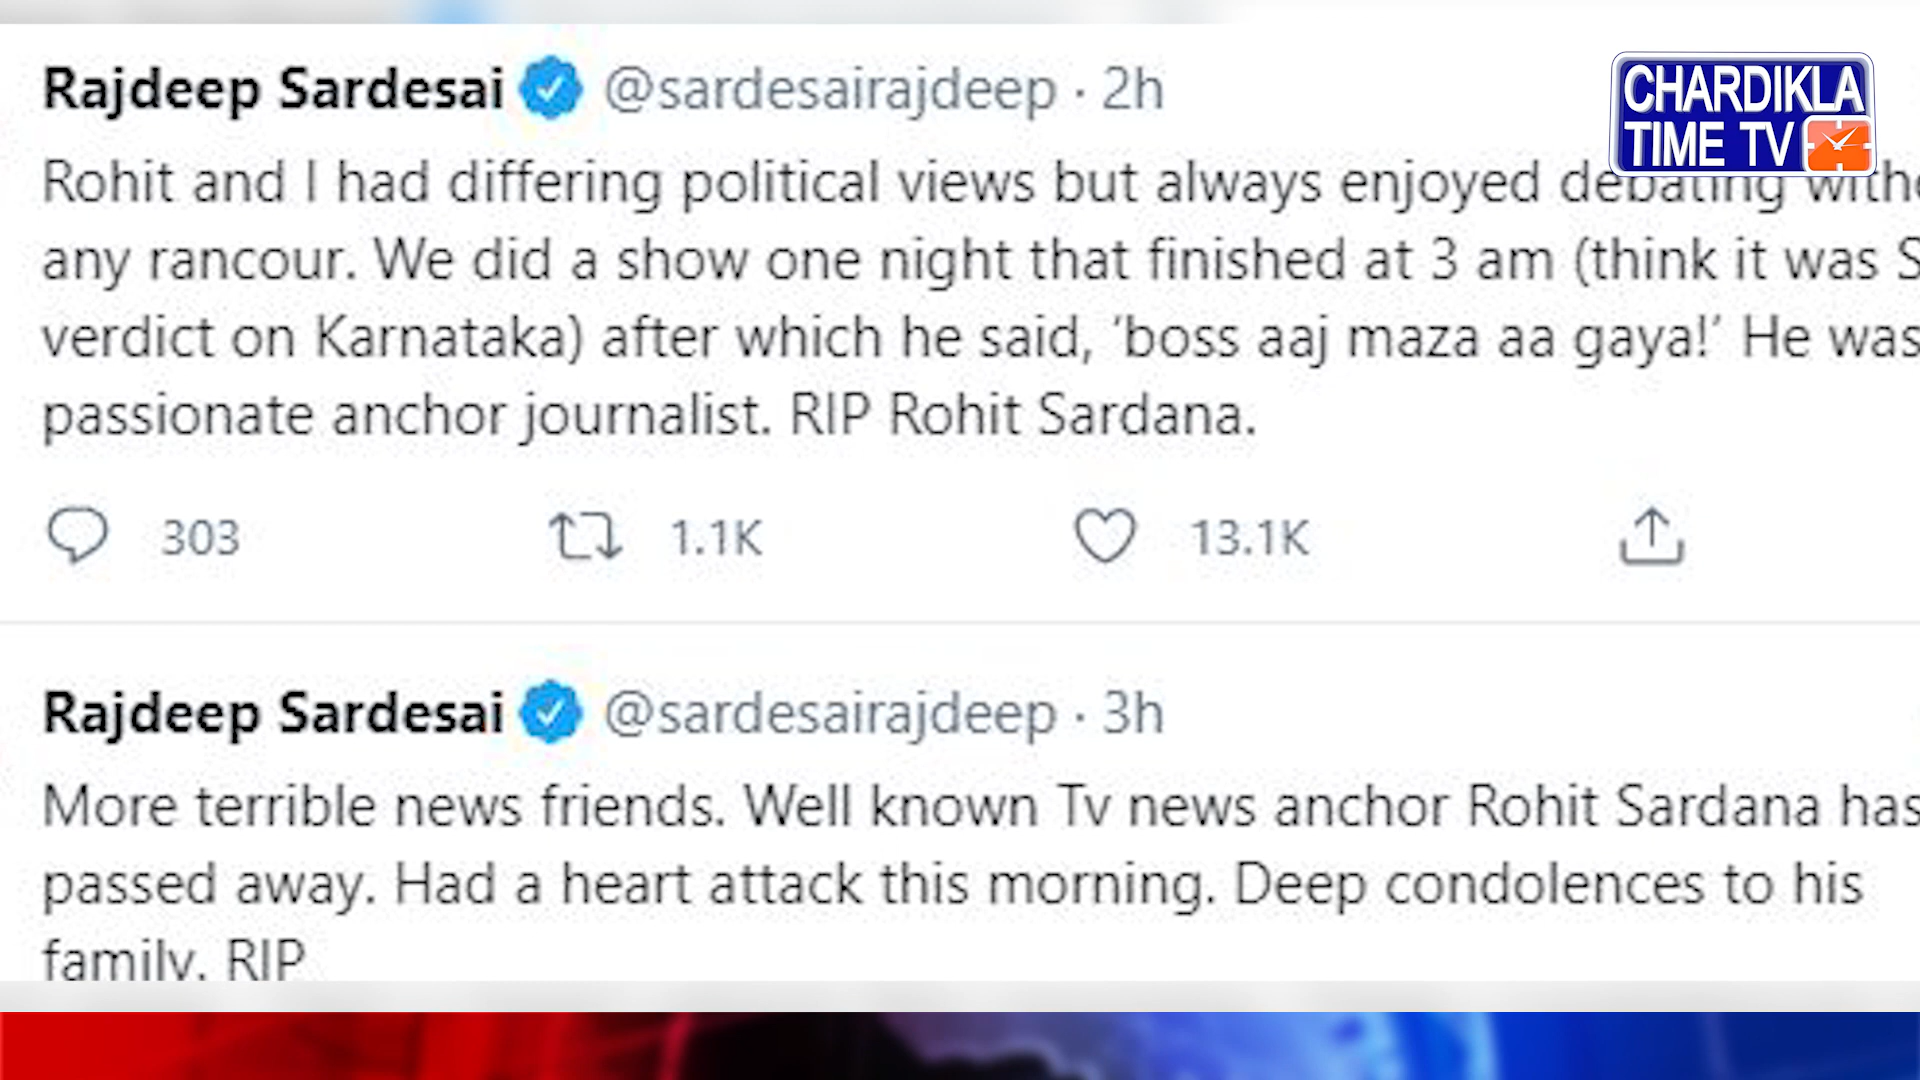 Rajdeep Sardesai @sardesairajdeep · 2h
CHARDIKLA
TIME TV
Rohit and I had differing political views but always enjoyed debating
any rancour. We did a show one night that finished at 3 am (think it was
verdict on Karnataka) after which he said, ‘boss aaj maza aa gaya!’ He was
passionate anchor journalist. RIP Rohit Sardana.
303 1.1K 13.1K
Rajdeep Sardesai @sardesairajdeep · 3h
More terrible news friends. Well known Tv news anchor Rohit Sardana has
passed away. Had a heart attack this morning. Deep condolences to his
family. RIP